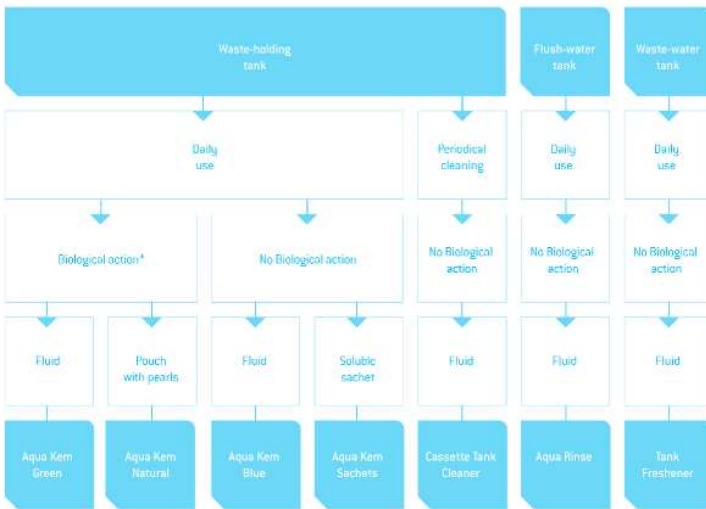 Waste-holding
tank
Flush-water
tank
Waste-water
tank
Daily
use
Periodical
cleaning
Daily
use
Daily
use
Biological action*
No Biological action
No Biological
action
No Biological
action
No Biological
action
Fluid
Pouch
with pearls
Fluid
Soluble
sachet
Fluid
Fluid
Fluid
Aqua Kem
Green
Aqua Kem
Natural
Aqua Kem
Blue
Aqua Kem
Sachets
Cassette Tank
Cleaner
Aqua Rinse
Tank
Freshener